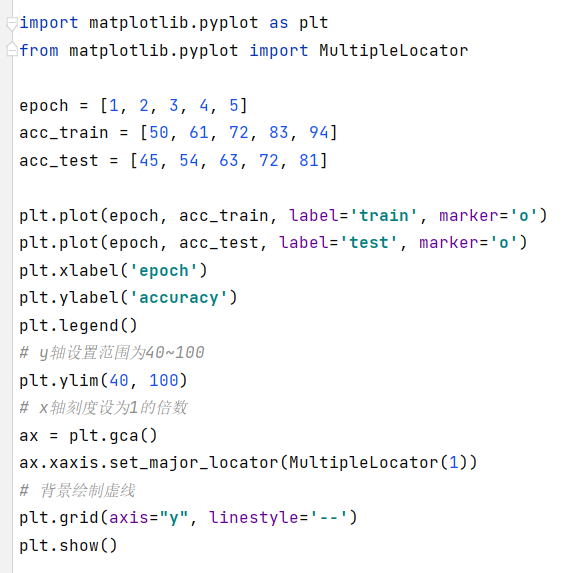 import matplotlib.pyplot as plt
from matplotlib.pyplot import MultipleLocator
epoch = [1, 2, 3, 4, 5]
acc_train = [50, 61, 72, 83, 94]
acc_test = [45, 54, 63, 72, 81]
plt.plot(epoch, acc_train, label='train', marker='o')
plt.plot(epoch, acc_test, label='test', marker='o')
plt.xlabel('epoch')
plt.ylabel('accuracy')
plt.legend()
# y轴设置范围为40~100
plt.ylim(40, 100)
# x轴刻度设为1的倍数
ax = plt.gca()
ax.xaxis.set_major_locator(MultipleLocator(1))
# 背景绘制虚线
plt.grid(axis="y", linestyle='--')
plt.show()